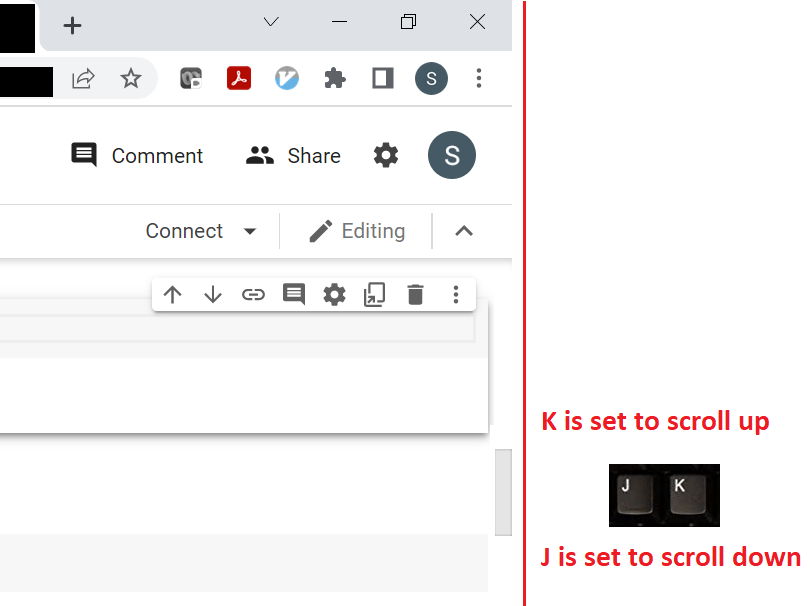 S
Comment
Share
S
Connect
Editing
K is set to scroll up
J K
J is set to scroll down